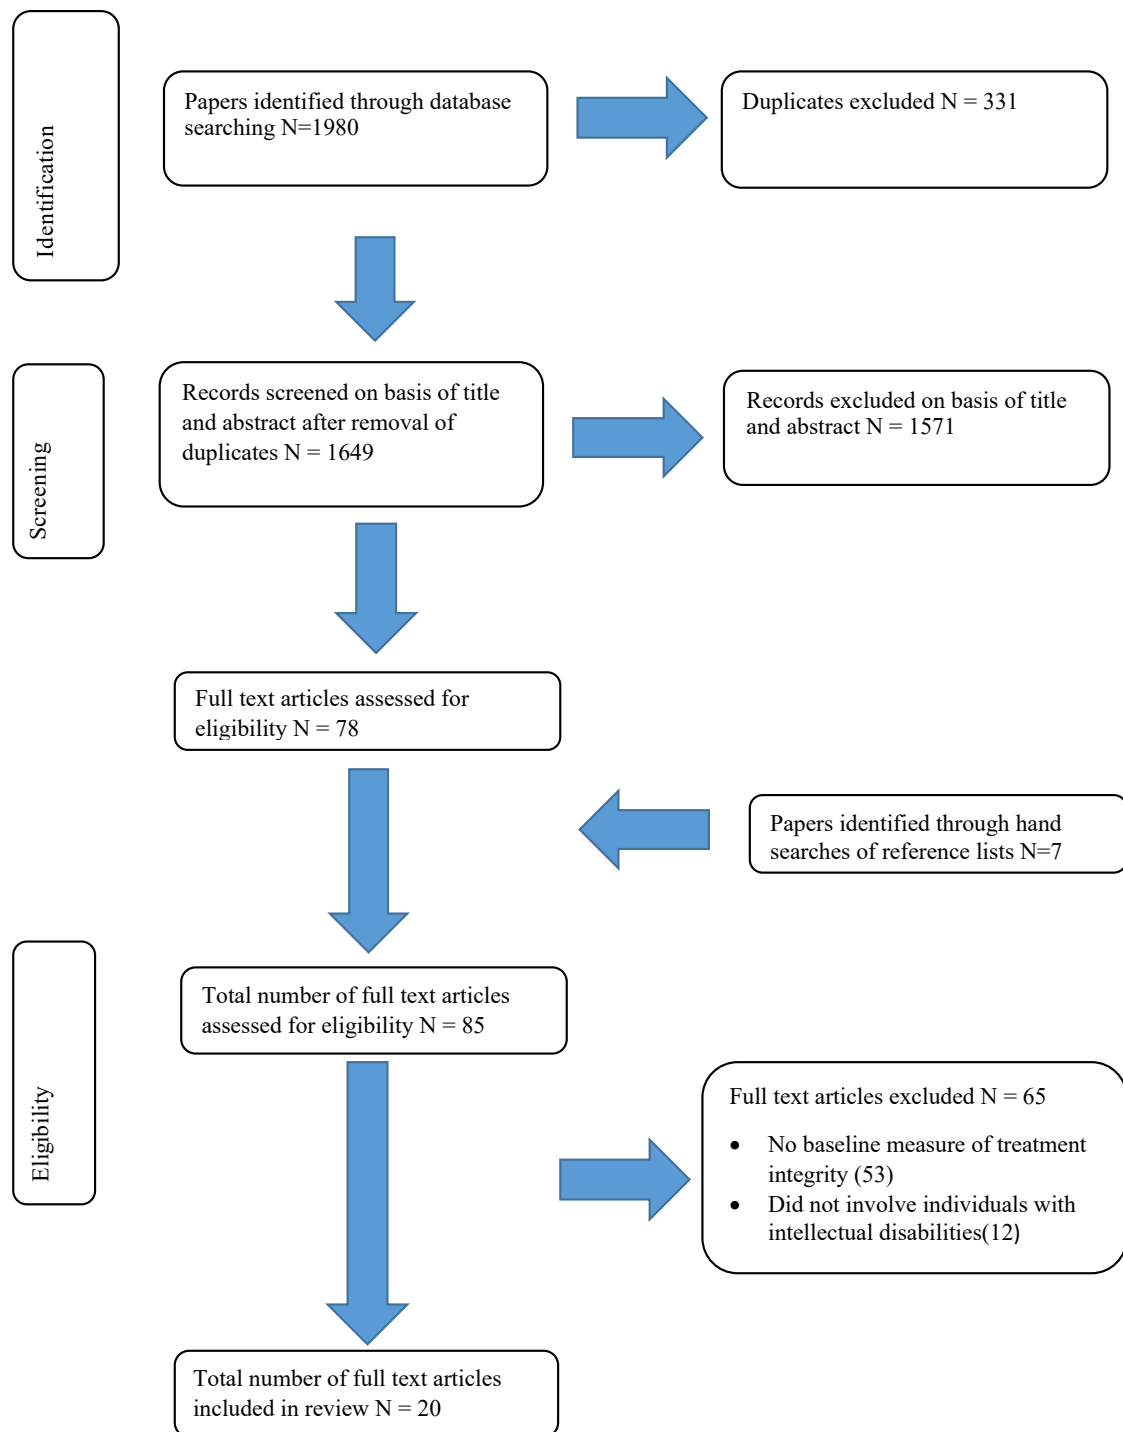 Identification
Papers identified through database
searching N=1980
Duplicates excluded N = 331
Screening
Records screened on basis of title
and abstract after removal of
duplicates N = 1649
Records excluded on basis of title
and abstract N = 1571
Full text articles assessed for
eligibility N = 78
Papers identified through hand
searches of reference lists N=7
Eligibility
Total number of full text articles
assessed for eligibility N = 85
Full text articles excluded N = 65
• No baseline measure of treatment
integrity (53)
• Did not involve individuals with
intellectual disabilities(12)
Total number of full text articles
included in review N = 20